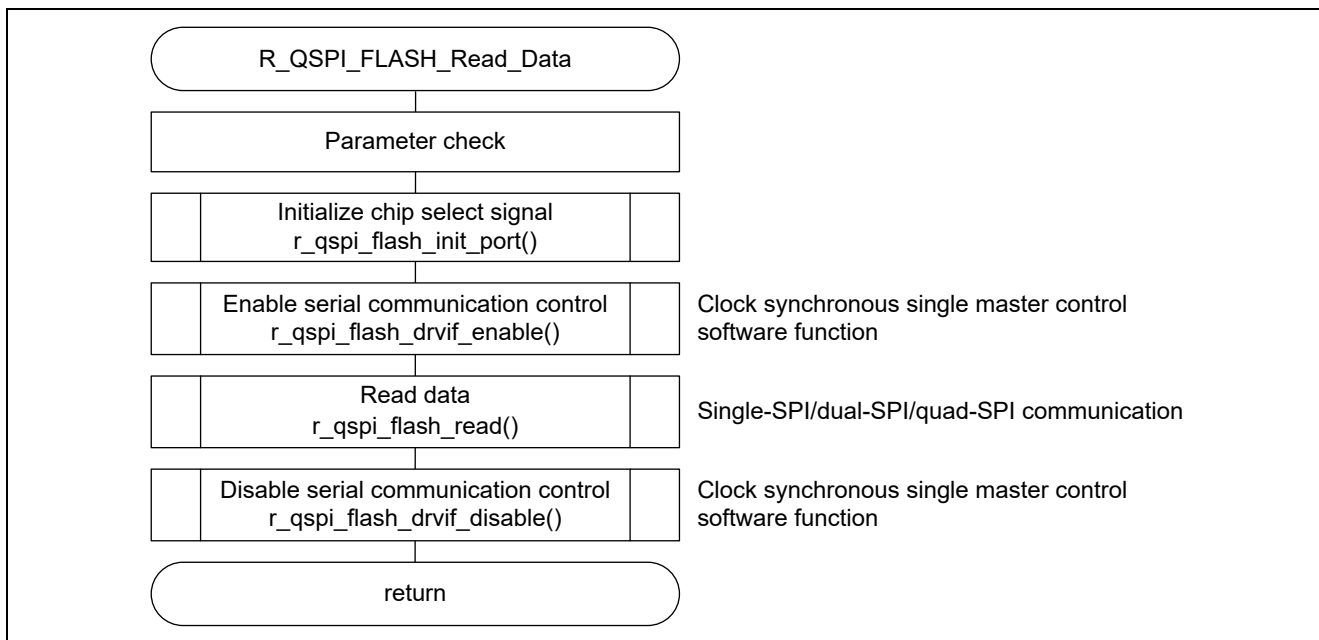 R_QSPI_FLASH_Read_Data
Parameter check
Initialize chip select signal
r_qspi_flash_init_port()
Enable serial communication control
r_qspi_flash_drvif_enable()
Clock synchronous single master control
software function
Read data
r_qspi_flash_read()
Single-SPI/dual-SPI/quad-SPI communication
Disable serial communication control
r_qspi_flash_drvif_disable()
Clock synchronous single master control
software function
return